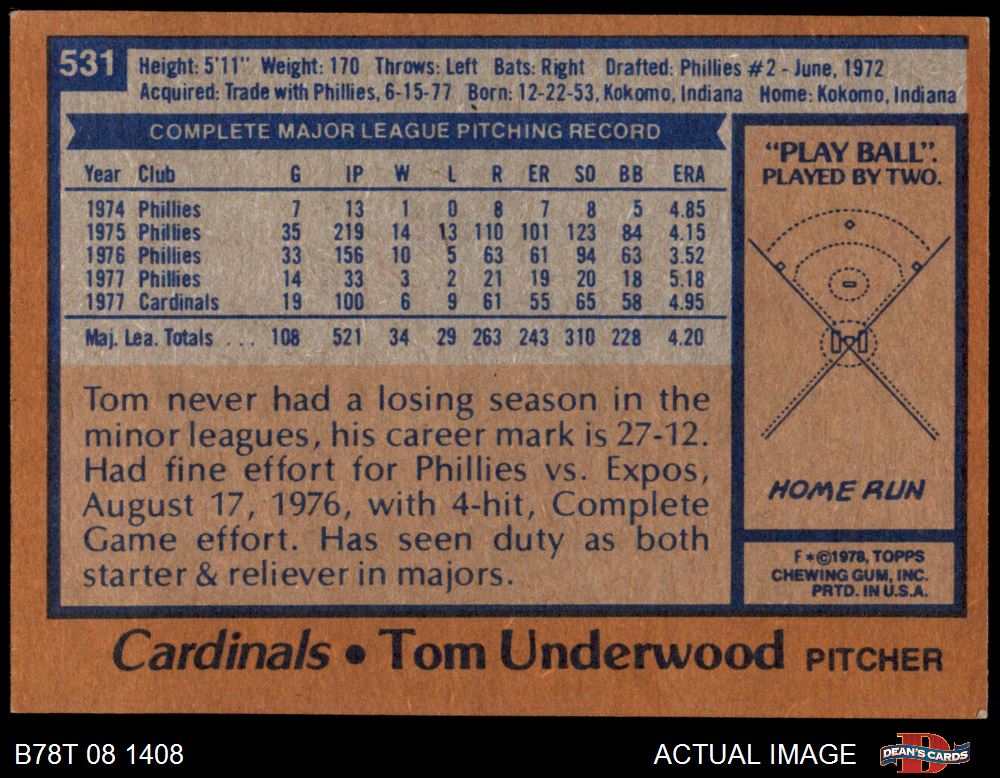 531
Height: 5'11" Weight: 170 Throws: Left Bats: Right Drafted: Phillies #2 - June, 1972
Acquired: Trade with Phillies, 6-15-77 Born: 12-22-53, Kokomo, Indiana Home: Kokomo, Indiana
COMPLETE MAJOR LEAGUE PITCHING RECORD
Year Club G IP W L R ER SO BB ERA
1974 Phillies 7 13 1 0 8 7 8 5 4.85
1975 Phillies 35 219 14 13 110 101 123 84 4.15
1976 Phillies 33 156 10 5 63 61 94 63 3.52
1977 Phillies 14 33 3 2 21 19 20 18 5.18
1977 Cardinals 19 100 6 9 61 55 65 58 4.95
Maj. Lea. Totals . . . 108 521 34 29 263 243 310 228 4.20
Tom never had a losing season in the
minor leagues, his career mark is 27-12.
Had fine effort for Phillies vs. Expos,
August 17, 1976, with 4-hit, Complete
Game effort. Has seen duty as both
starter & reliever in majors.
"PLAY BALL".
PLAYED BY TWO.
HOME RUN
F *©1978, TOPPS
CHEWING GUM, INC.
PRTD. IN U.S.A.
Cardinals • Tom Underwood PITCHER
B78T 08 1408
ACTUAL IMAGE
D
DEAN'S CARDS